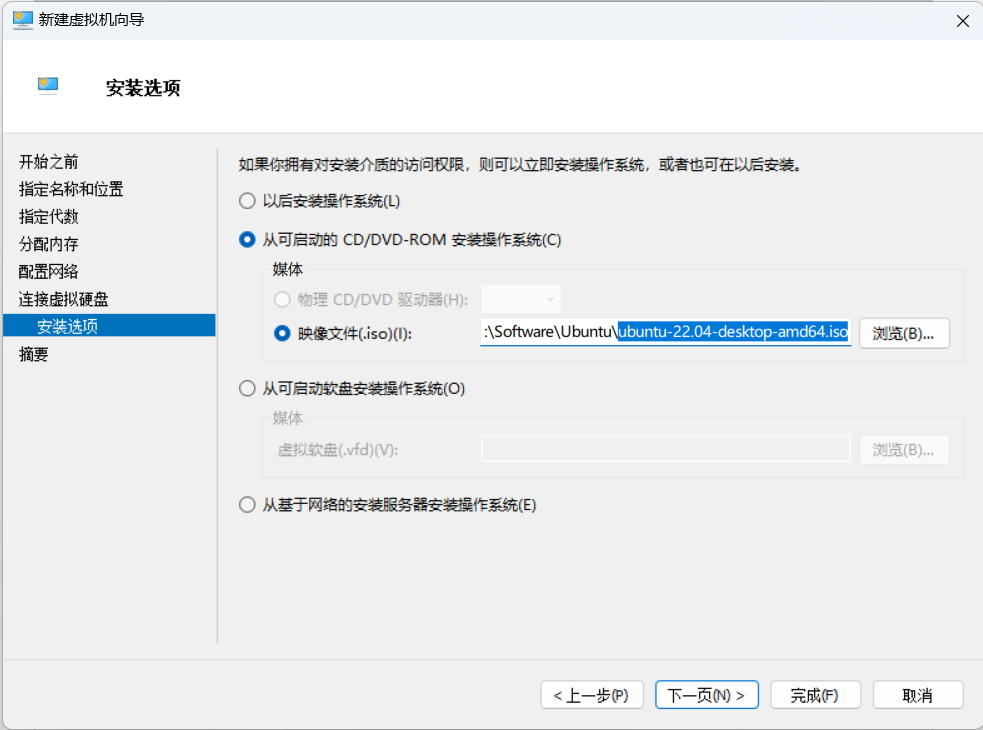 新建虚拟机向导
安装选项
开始之前
指定名称和位置
指定代数
分配内存
配置网络
连接虚拟硬盘
安装选项
摘要
如果你拥有对安装介质的访问权限，则可以立即安装操作系统，或者也可在以后安装。
以后安装操作系统(L)
从可启动的 CD/DVD-ROM 安装操作系统(C)
媒体
物理 CD/DVD 驱动器(H):
映像文件(.iso)(I): :\Software\Ubuntu\ubuntu-22.04-desktop-amd64.iso 浏览(B)...
从可启动软盘安装操作系统(O)
媒体
虚拟软盘(.vfd)(V): 浏览(B)...
从基于网络的安装服务器安装操作系统(E)
< 上一步(P) 下一页(N) > 完成(F) 取消